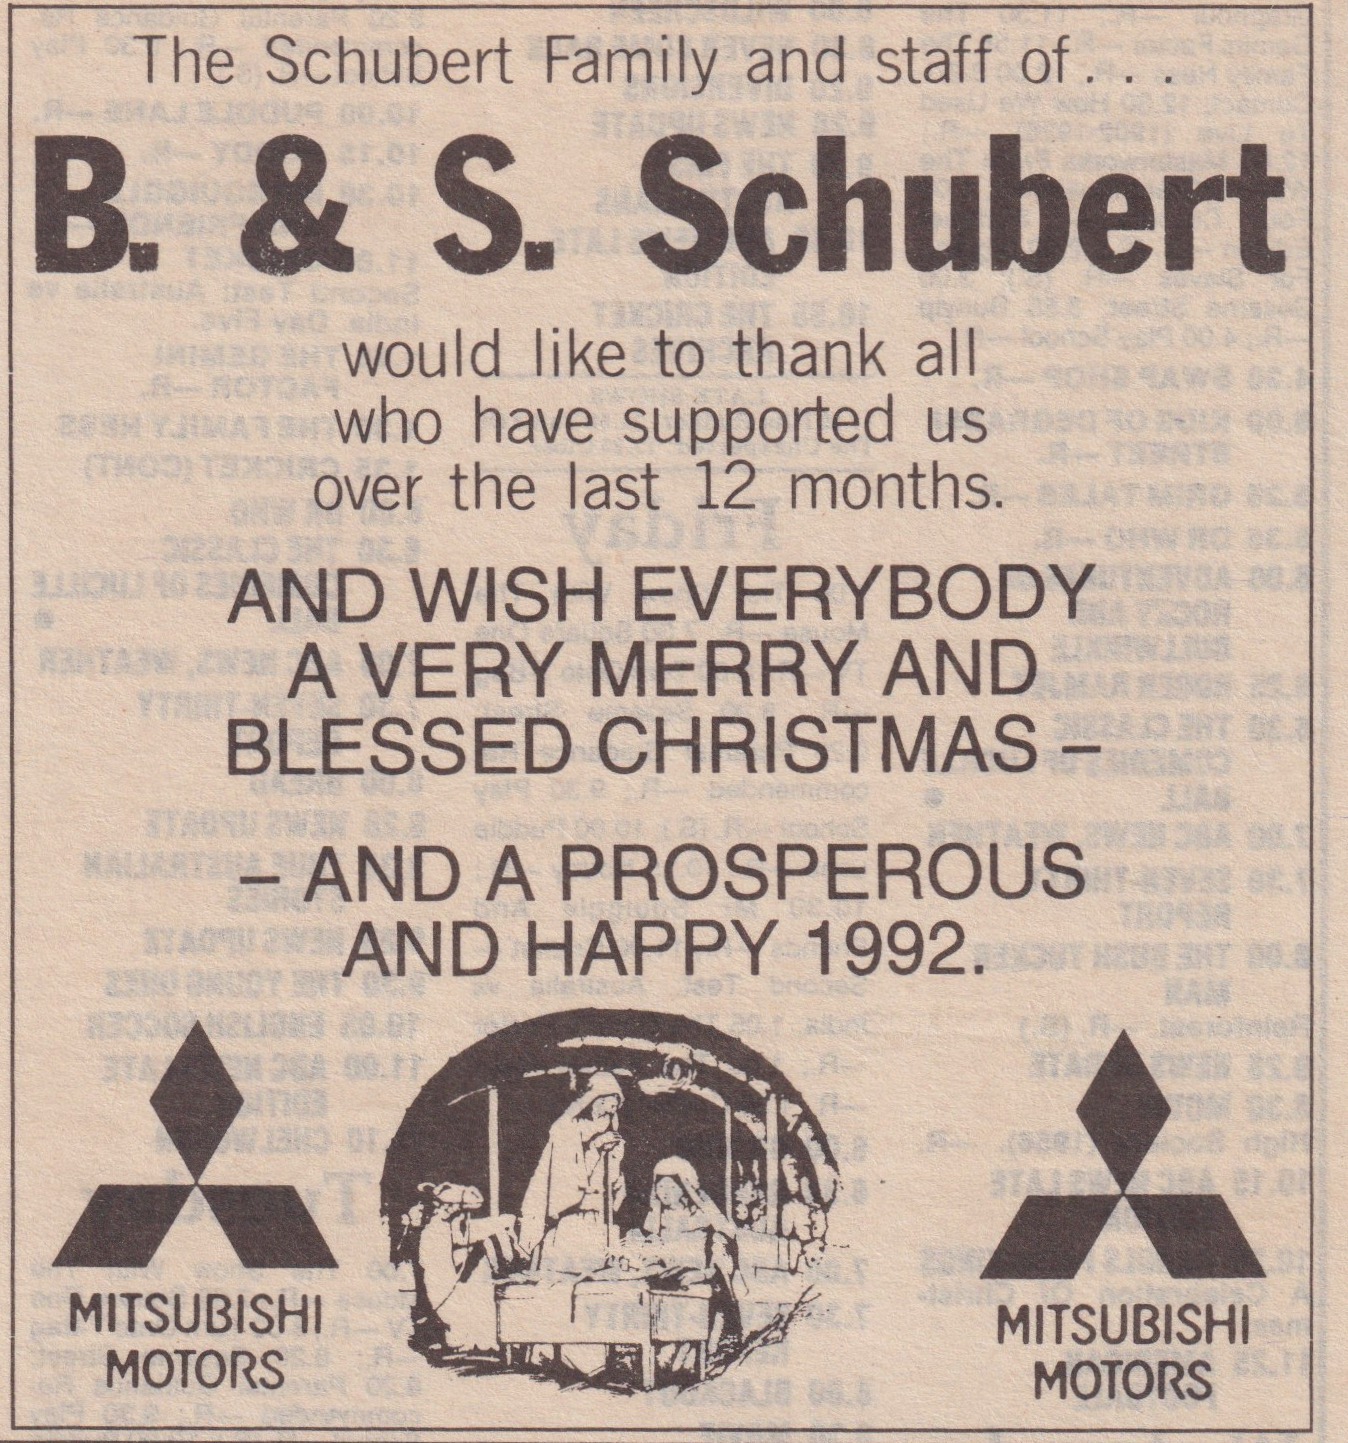 The Schubert Family and staff of . . .
B. & S. Schubert
would like to thank all
who have supported us
over the last 12 months.
AND WISH EVERYBODY
A VERY MERRY AND
BLESSED CHRISTMAS –
– AND A PROSPEROUS
AND HAPPY 1992.
MITSUBISHI
MOTORS
MITSUBISHI
MOTORS